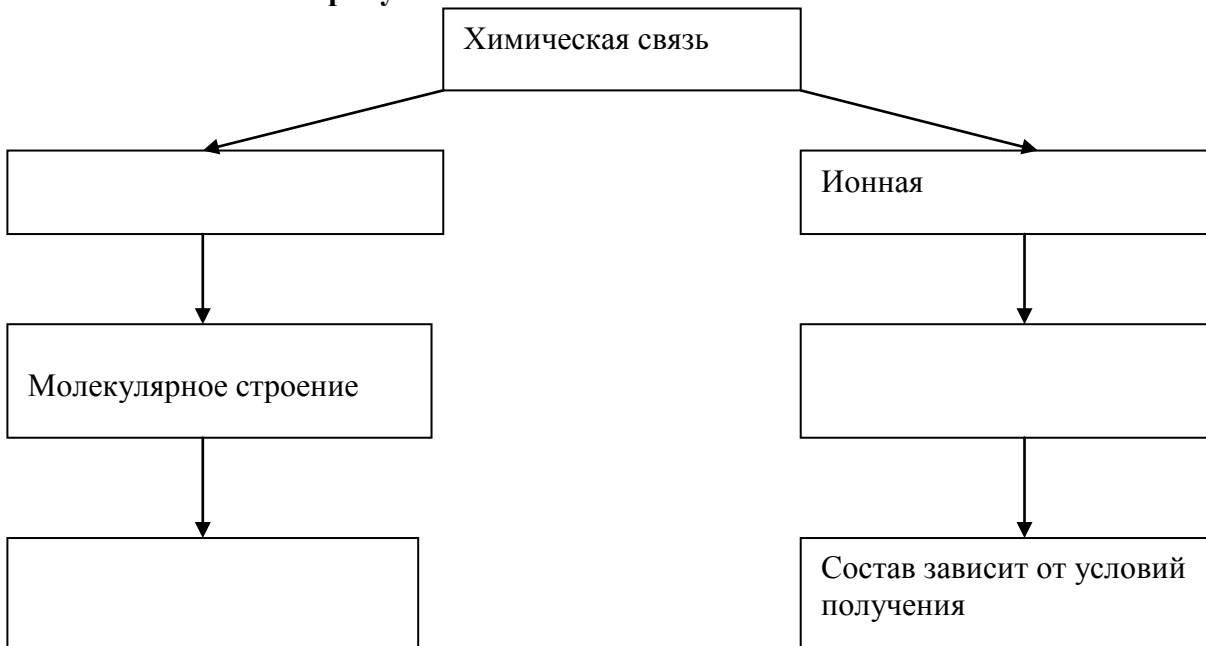 Химическая связь
Ионная
Молекулярное строение
Состав зависит от условий
получения